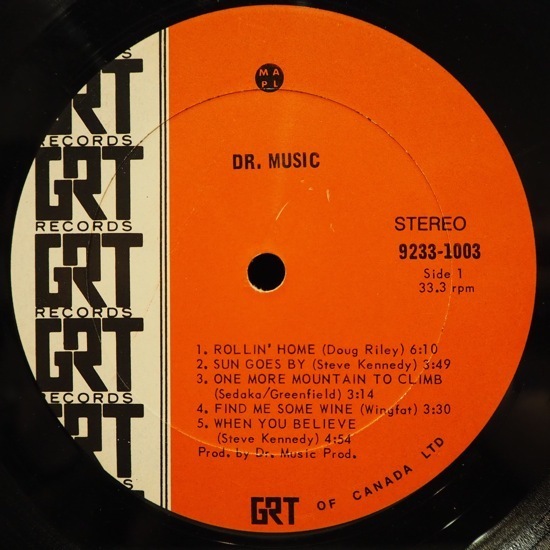 S
GRT
RECORDS
GRT
RECORDS
GRT
RECORDS
GRT
RECORDS
GRT
S
M A
P L
DR. MUSIC
STEREO
9233-1003
Side 1
33.3 rpm
1. ROLLIN' HOME (Doug Riley) 6:10
2. SUN GOES BY (Steve Kennedy) 3:49
3. ONE MORE MOUNTAIN TO CLIMB
(Sedaka/Greenfield) 3:14
4. FIND ME SOME WINE (Wingfat) 3:30
5. WHEN YOU BELIEVE
(Steve Kennedy) 4:54
Prod. by Dr. Music Prod.
GRT OF CANADA LTD